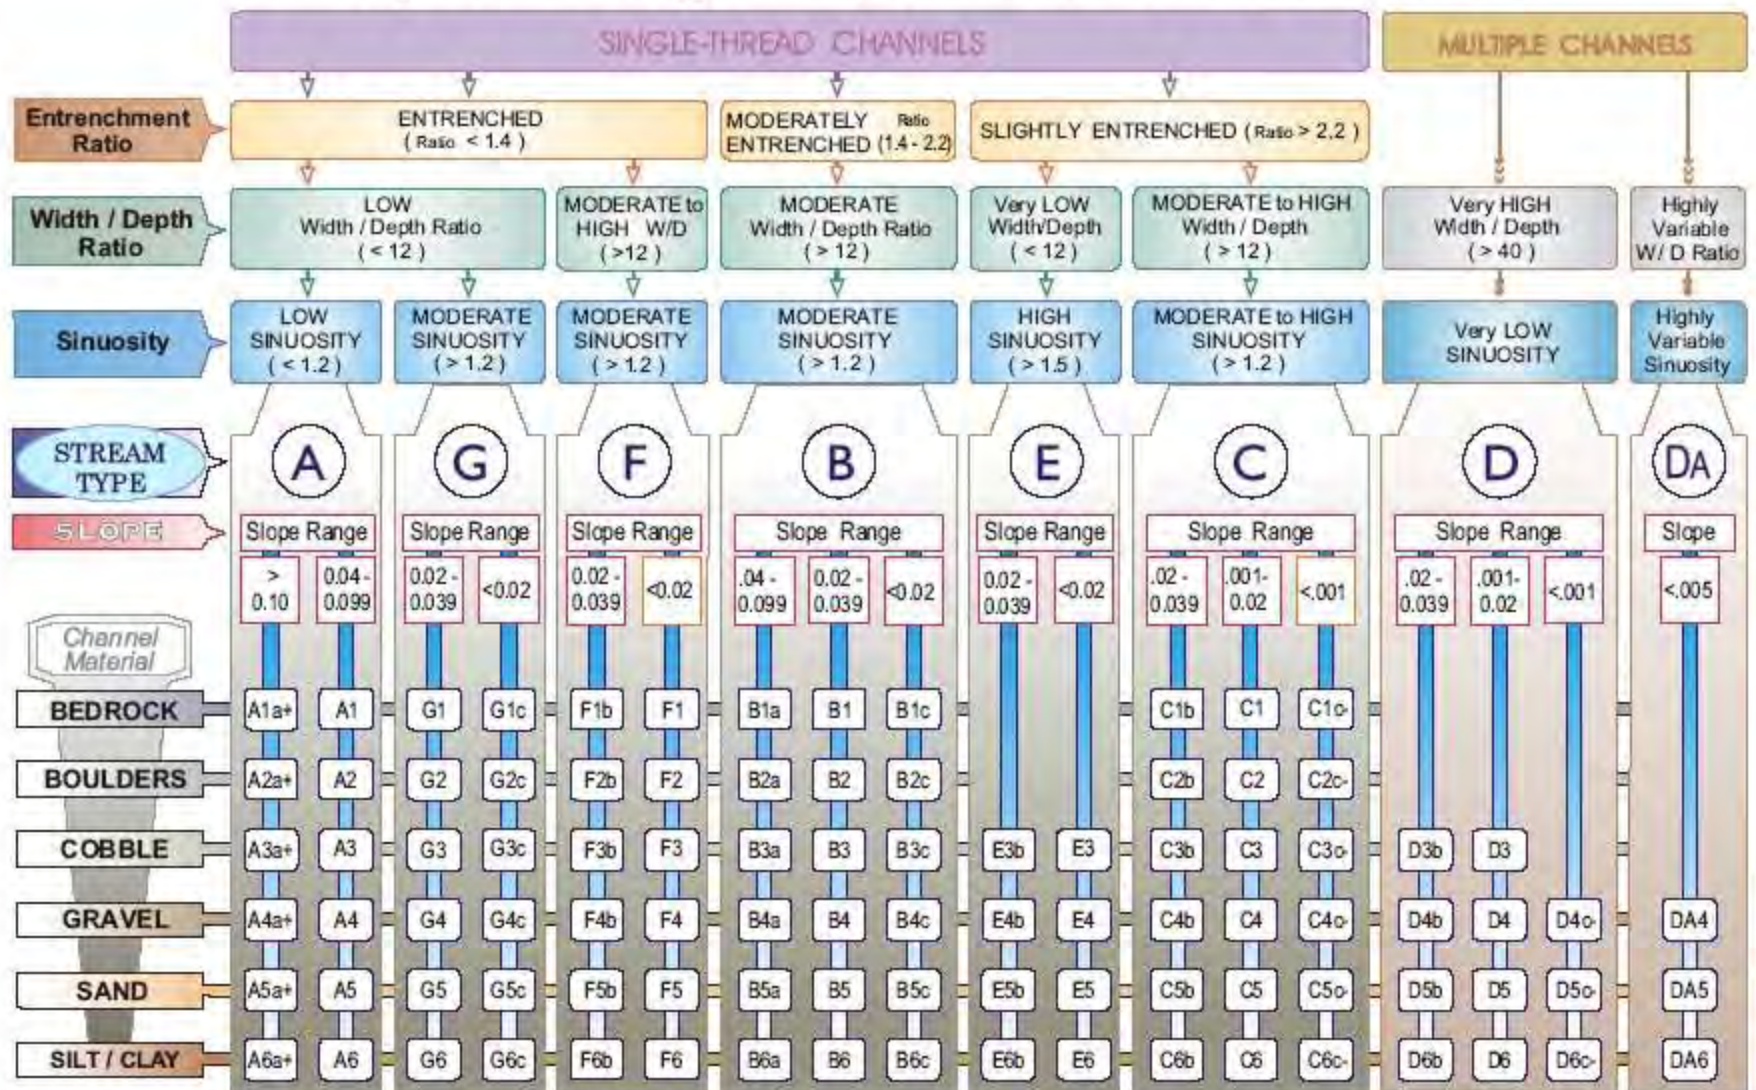 SINGLE-THREAD CHANNELS
MULTIPLE CHANNELS
Entrenchment
Ratio
ENTRENCHED
( Ratio < 1.4 )
MODERATELY Ratio
ENTRENCHED (1.4 - 2.2)
SLIGHTLY ENTRENCHED ( Ratio > 2.2 )
Width / Depth
Ratio
LOW
Width / Depth Ratio
( < 12 )
MODERATE to
HIGH W/D
( >12 )
MODERATE
Width / Depth Ratio
( > 12 )
Very LOW
Width/Depth
( < 12 )
MODERATE to HIGH
Width / Depth
( > 12 )
Very HIGH
Width / Depth
( > 40 )
Highly
Variable
W/ D Ratio
Sinuosity
LOW
SINUOSITY
( < 1.2 )
MODERATE
SINUOSITY
( > 1.2 )
MODERATE
SINUOSITY
( > 1.2 )
MODERATE
SINUOSITY
( > 1.2 )
HIGH
SINUOSITY
( > 1.5 )
MODERATE to HIGH
SINUOSITY
( > 1.2 )
Very LOW
SINUOSITY
Highly
Variable
Sinuosity
STREAM
TYPE
A G F B E C D DA
SLOPE
Slope Range Slope Range Slope Range Slope Range Slope Range Slope Range Slope Range Slope
>
0.10
0.04 -
0.099
0.02 -
0.039
<0.02
0.02 -
0.039
<0.02
.04 -
0.099
0.02 -
0.039
<0.02
0.02 -
0.039
<0.02
.02 -
0.039
.001-
0.02
<.001
.02 -
0.039
.001-
0.02
<.001
<.005
Channel
Material
BEDROCK A1a+ A1 G1 G1c F1b F1 B1a B1 B1c C1b C1 C1c-
BOULDERS A2a+ A2 G2 G2c F2b F2 B2a B2 B2c C2b C2 C2c-
COBBLE A3a+ A3 G3 G3c F3b F3 B3a B3 B3c E3b E3 C3b C3 C3c- D3b D3
GRAVEL A4a+ A4 G4 G4c F4b F4 B4a B4 B4c E4b E4 C4b C4 C4c- D4b D4 D4c- DA4
SAND A5a+ A5 G5 G5c F5b F5 B5a B5 B5c E5b E5 C5b C5 C5c- D5b D5 D5c- DA5
SILT / CLAY A6a+ A6 G6 G6c F6b F6 B6a B6 B6c E6b E6 C6b C6 C6c- D6b D6 D6c- DA6